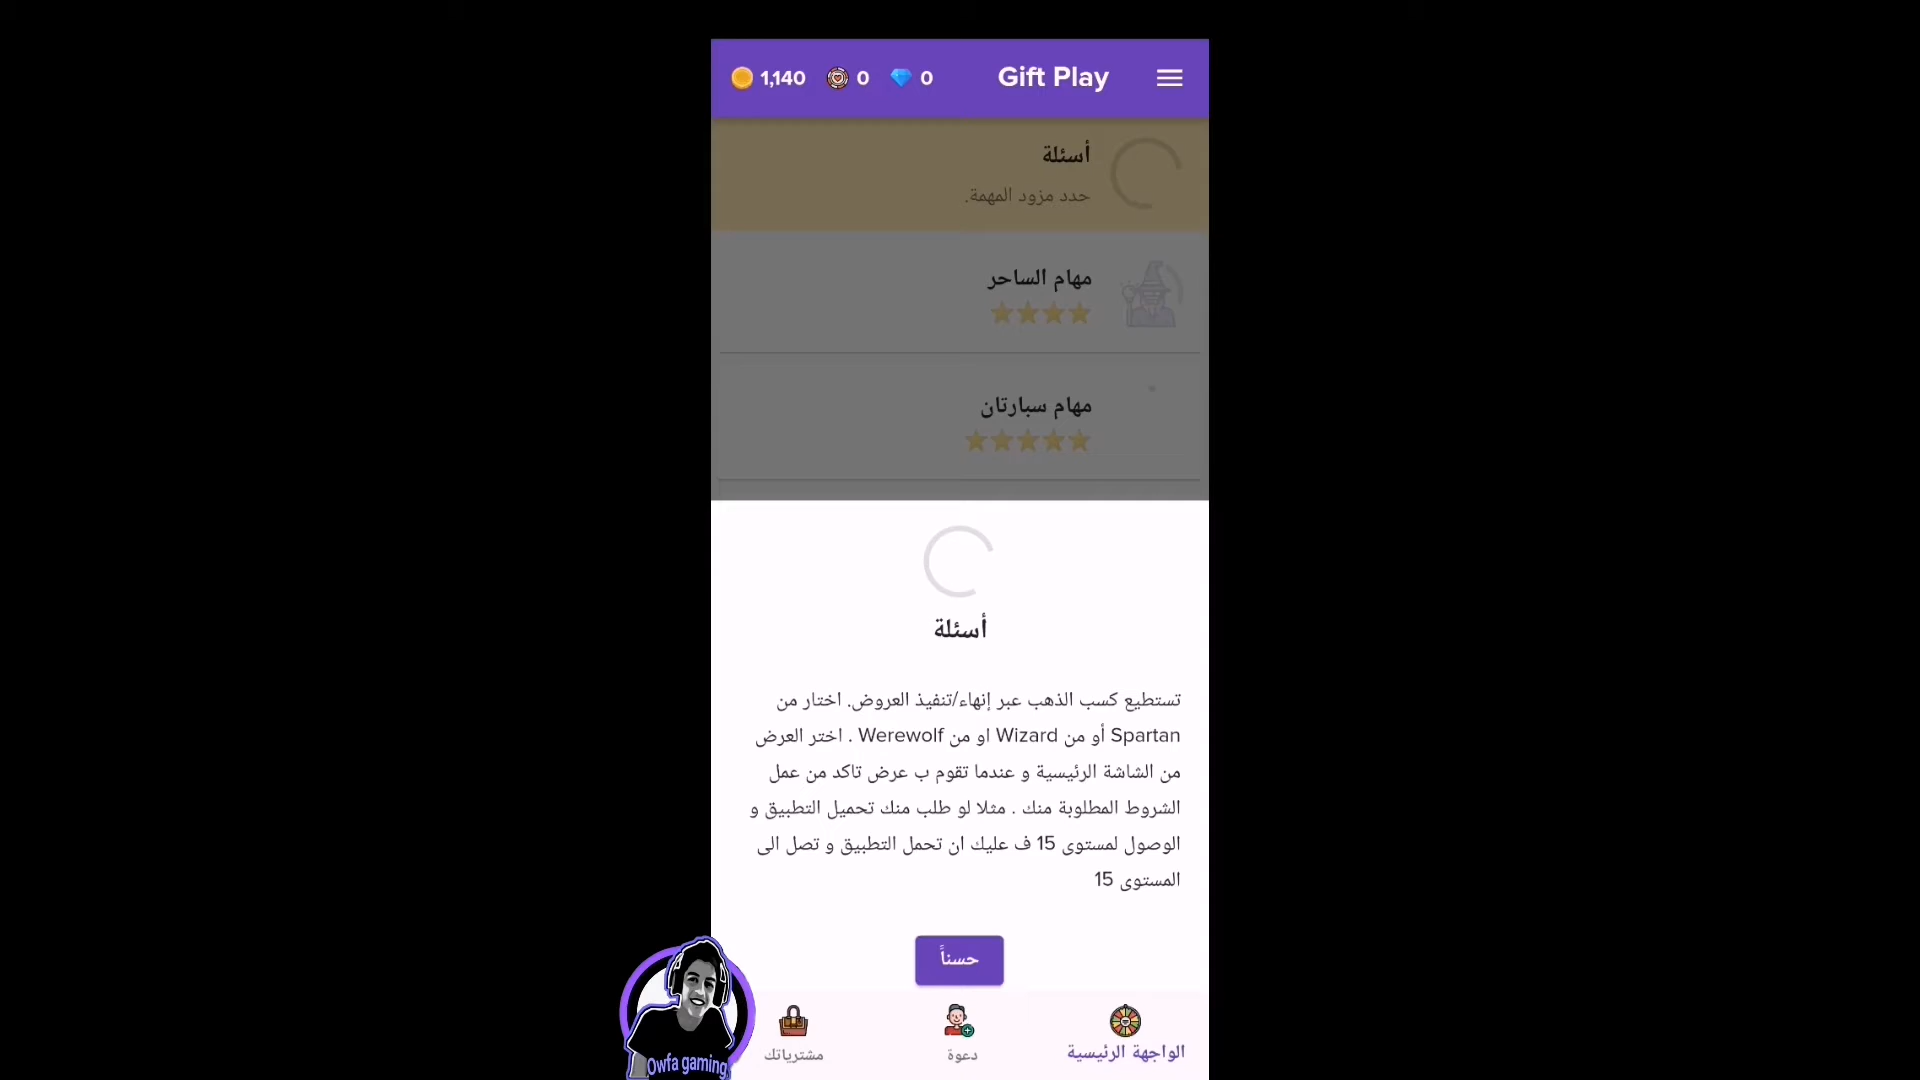 1,140 0 0 Gift Play
أسئلة
حدد مزود المهمة.
مهام الساحر
مهام سبارتان
أسئلة
تستطيع كسب الذهب عبر إنهاء/تنفيذ العروض. اختار من
Spartan أو من Wizard او من Werewolf . اختر العرض
من الشاشة الرئيسية و عندما تقوم ب عرض تاكد من عمل
الشروط المطلوبة منك . مثلا لو طلب منك تحميل التطبيق و
الوصول لمستوى 15 ف عليك ان تحمل التطبيق و تصل الى
المستوى 15
حسناً
الواجهة الرئيسية
دعوة
مشترياتك
Owfa gaming